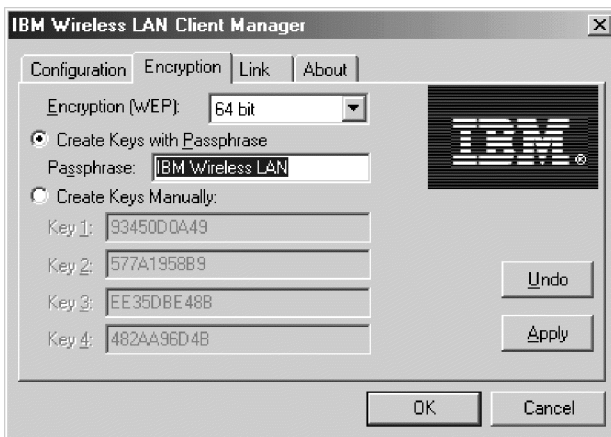 IBM Wireless LAN Client Manager
Configuration Encryption Link About
Encryption (WEP): 64 bit
IBM®
Create Keys with Passphrase
Passphrase: IBM Wireless LAN
Create Keys Manually:
Key 1: 93450D0A49
Key 2: 577A1958B9
Key 3: EE35DBE48B
Key 4: 482AA96D4B
Undo
Apply
OK Cancel